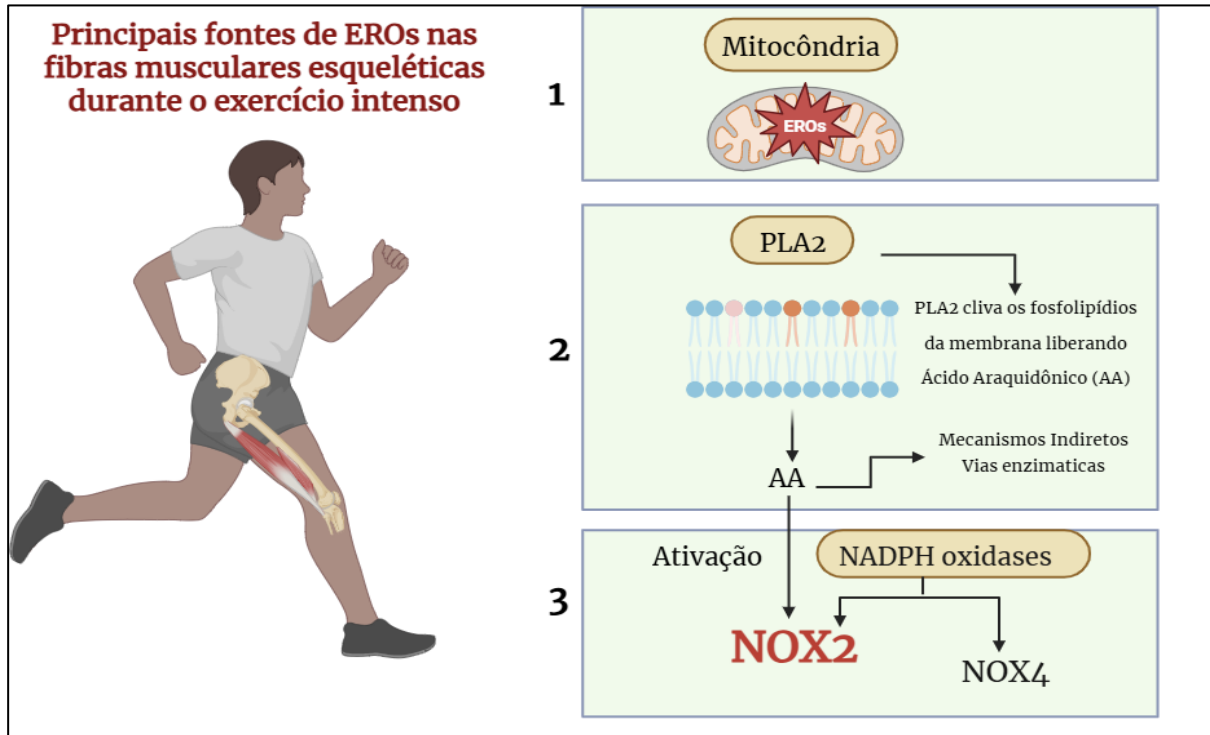 Principais fontes de EROs nas
fibras musculares esqueléticas
durante o exercício intenso
1
Mitocôndria
EROs
2
PLA2
PLA2 cliva os fosfolipídios
da membrana liberando
Ácido Araquidônico (AA)
AA
Mecanismos Indiretos
Vias enzimaticas
3
Ativação
NADPH oxidases
NOX2
NOX4